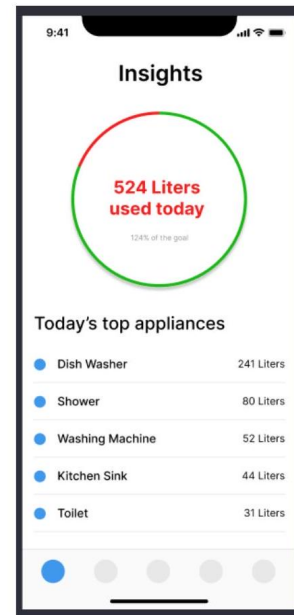 9:41
Insights
524 Liters
used today
124% of the goal
Today's top appliances
Dish Washer 241 Liters
Shower 80 Liters
Washing Machine 52 Liters
Kitchen Sink 44 Liters
Toilet 31 Liters